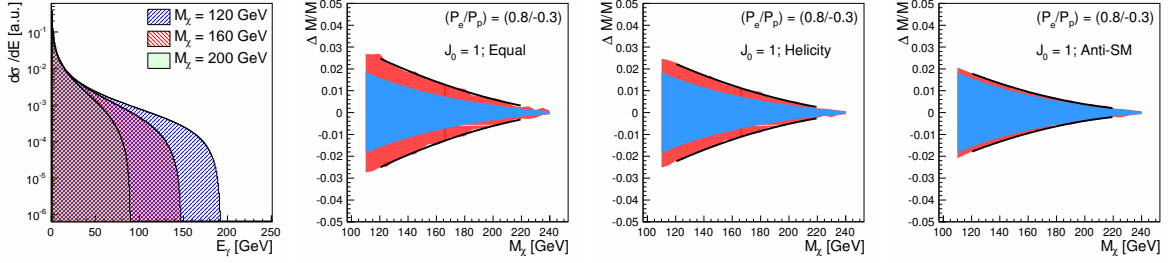 dσ/dE [a.u.]
M_χ = 120 GeV
M_χ = 160 GeV
M_χ = 200 GeV
10⁻¹
10⁻²
10⁻³
10⁻⁴
10⁻⁵
10⁻⁶
0 50 100 150 200 250
E_γ [GeV]
Δ M/M
(P_e/P_p) = (0.8/-0.3)
J_0 = 1; Equal
0.05
0.04
0.03
0.02
0.01
0
-0.01
-0.02
-0.03
-0.04
-0.05
100 120 140 160 180 200 220 240
M_χ [GeV]
Δ M/M
(P_e/P_p) = (0.8/-0.3)
J_0 = 1; Helicity
0.05
0.04
0.03
0.02
0.01
0
-0.01
-0.02
-0.03
-0.04
-0.05
100 120 140 160 180 200 220 240
M_χ [GeV]
Δ M/M
(P_e/P_p) = (0.8/-0.3)
J_0 = 1; Anti-SM
0.05
0.04
0.03
0.02
0.01
0
-0.01
-0.02
-0.03
-0.04
-0.05
100 120 140 160 180 200 220 240
M_χ [GeV]